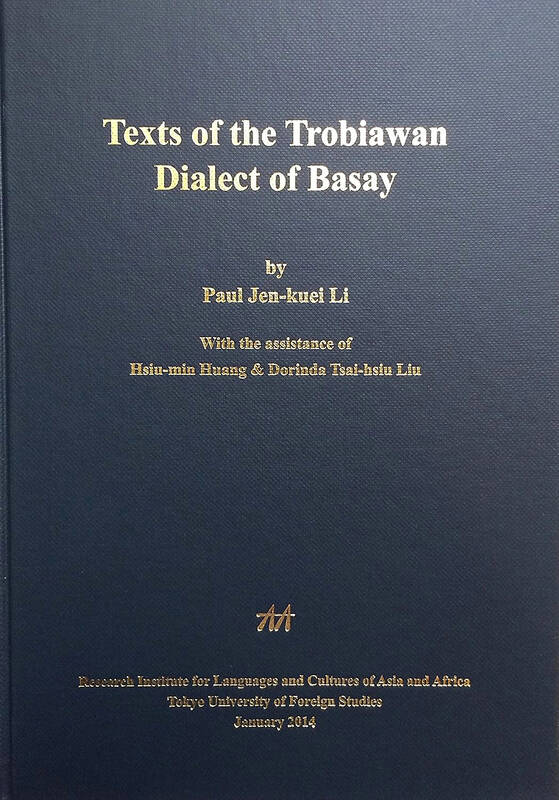 Texts of the Trobiawan
Dialect of Basay
by
Paul Jen-kuei Li
With the assistance of
Hsiu-min Huang & Dorinda Tsai-hsiu Liu
AA
Research Institute for Languages and Cultures of Asia and Africa
Tokyo University of Foreign Studies
January 2014